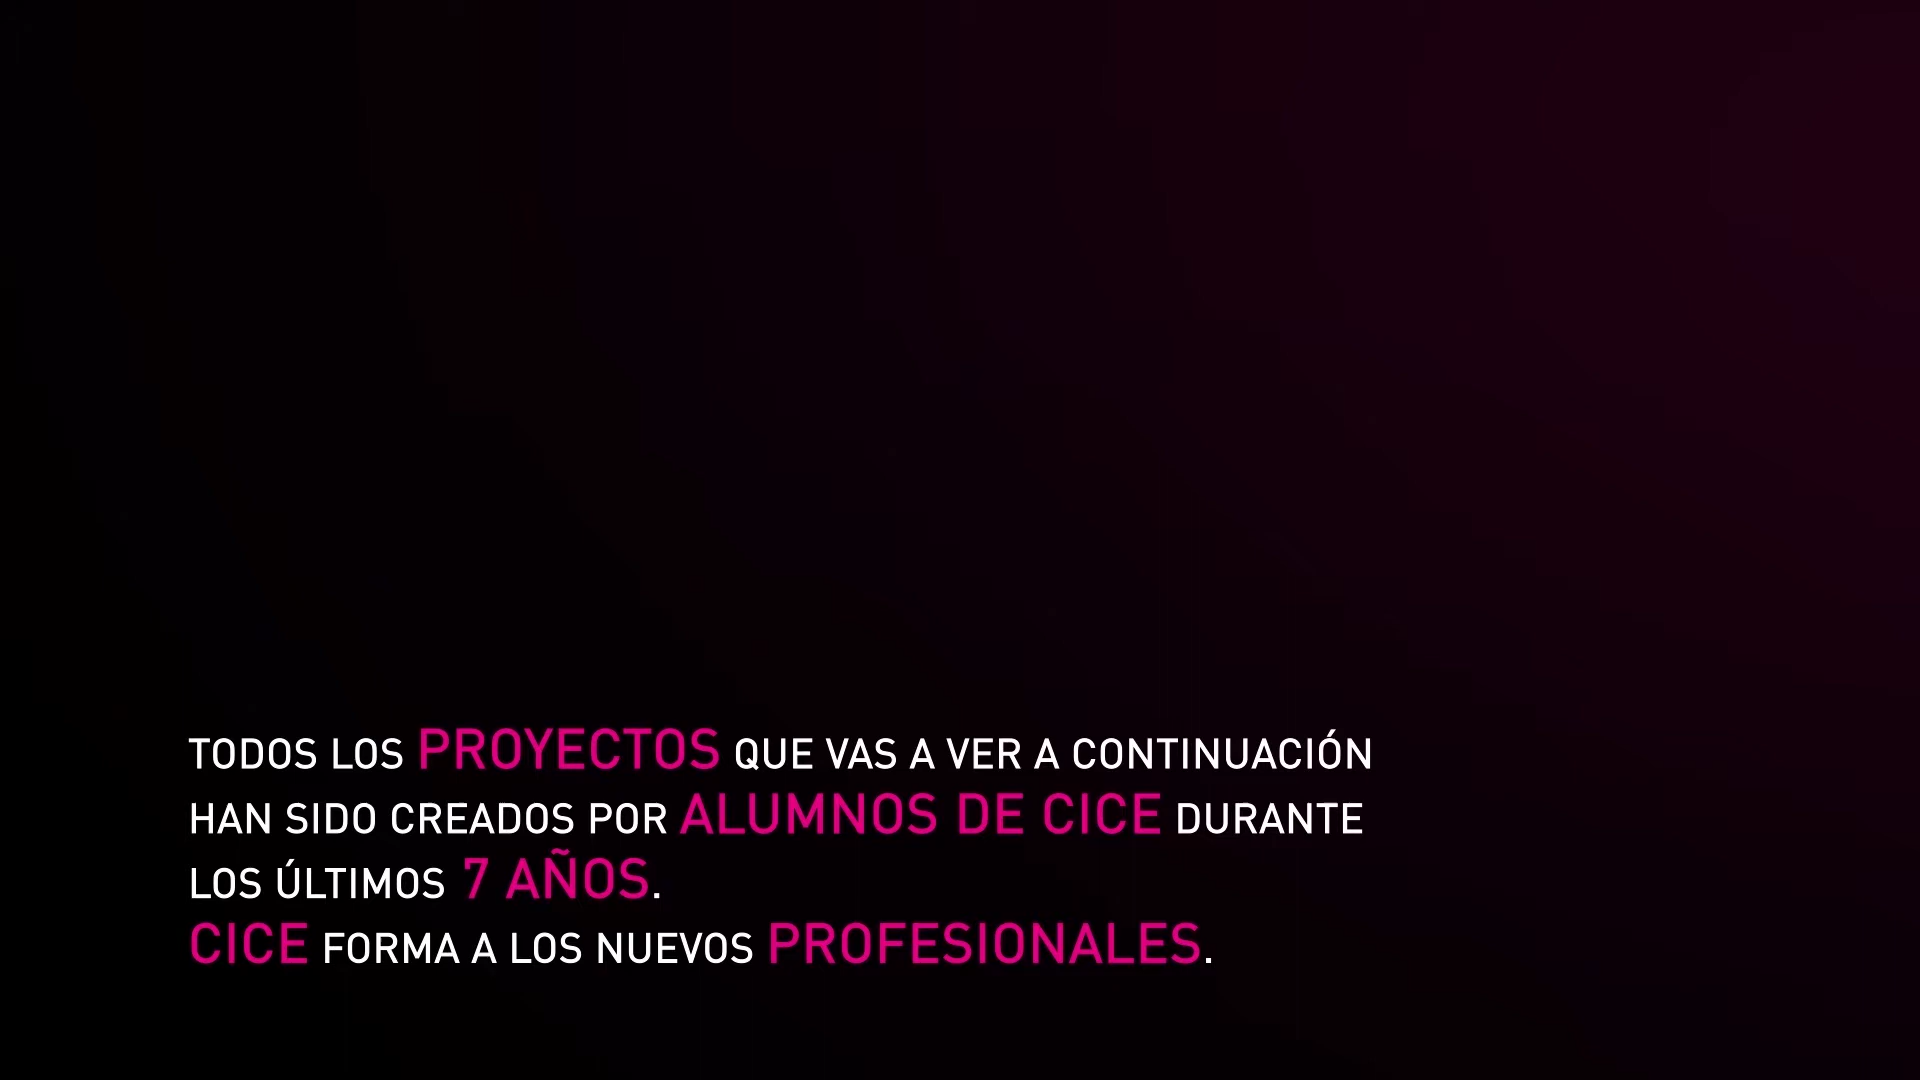 TODOS LOS PROYECTOS QUE VAS A VER A CONTINUACIÓN
HAN SIDO CREADOS POR ALUMNOS DE CICE DURANTE
LOS ÚLTIMOS 7 AÑOS.
CICE FORMA A LOS NUEVOS PROFESIONALES.